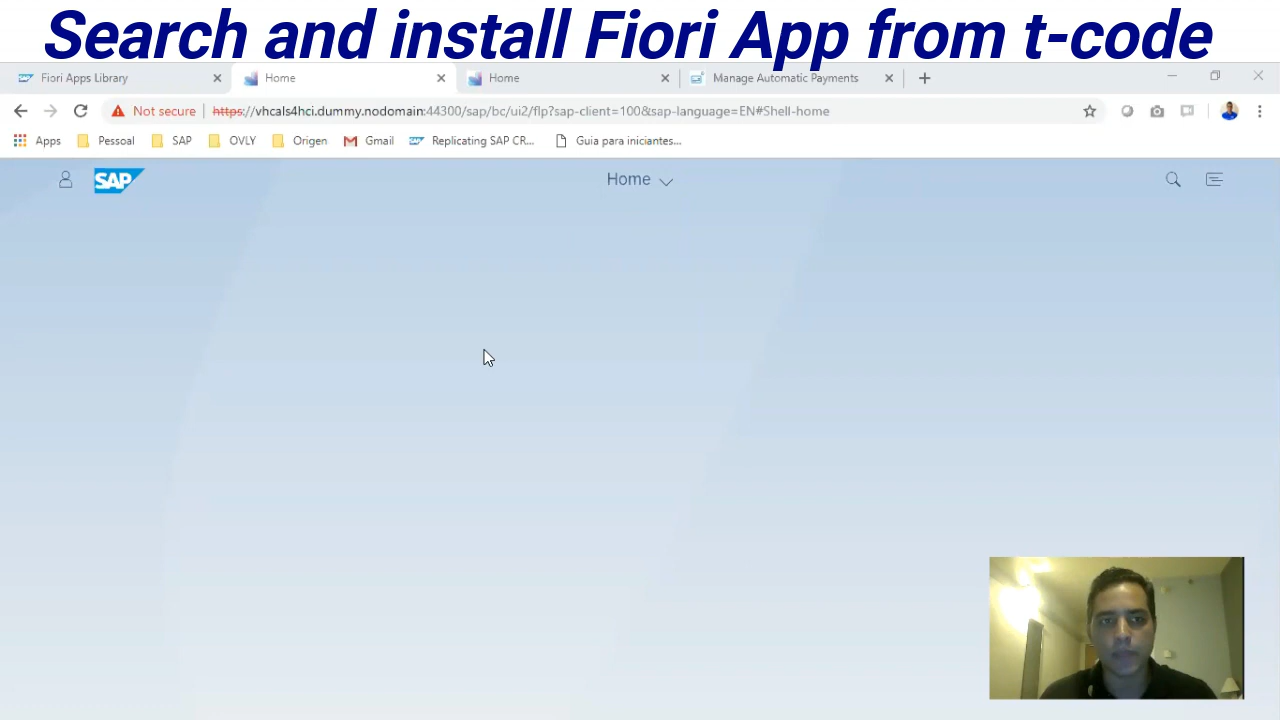 Search and install Fiori App from t-code
Fiori Apps Library
Home
Home
Manage Automatic Payments
Not secure
https://vhcals4hci.dummy.nodomain:44300/sap/bc/ui2/flp?sap-client=100&sap-language=EN#Shell-home
Apps
Pessoal
SAP
OVLY
Origen
Gmail
Replicating SAP CR...
Guia para iniciantes...
SAP
Home